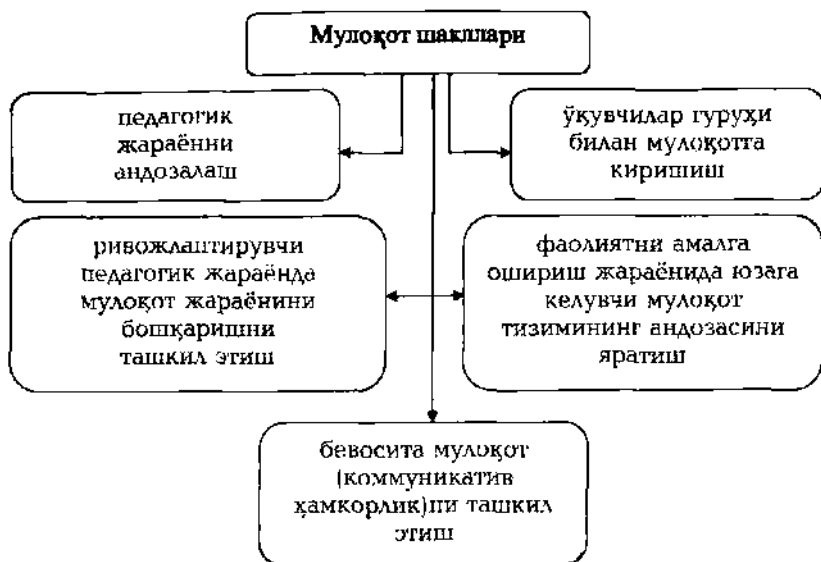 Мулоқот шакллари
педагогик
жараённи
андозалаш
ўқувчилар гуруҳи
билан мулоқотга
киришиш
ривожлантирувчи
педагогик жараёнда
мулоқот жараёнини
бошқаришни
ташкил этиш
фаолиятни амалга
ошириш жараёнида юзага
келувчи мулоқот
тизимининг андозасини
яратиш
бевосита мулоқот
(коммуникатив
ҳамкорлик)ни ташкил
этиш